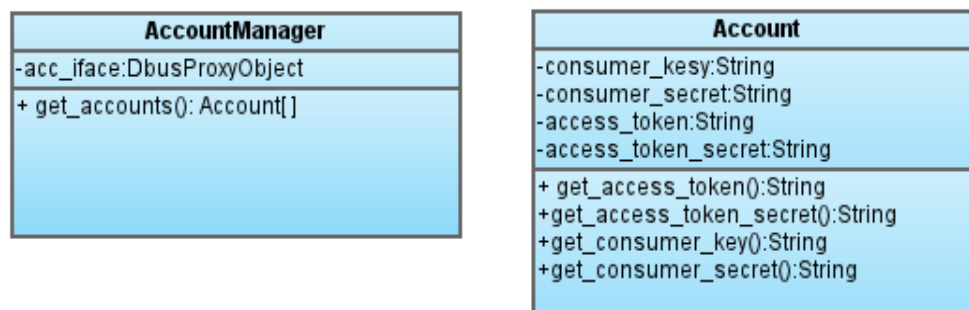 AccountManager
-acc_iface:DbusProxyObject
+ get_accounts(): Account[ ]
Account
-consumer_kesy:String
-consumer_secret:String
-access_token:String
-access_token_secret:String
+ get_access_token():String
+get_access_token_secret():String
+get_consumer_key():String
+get_consumer_secret():String